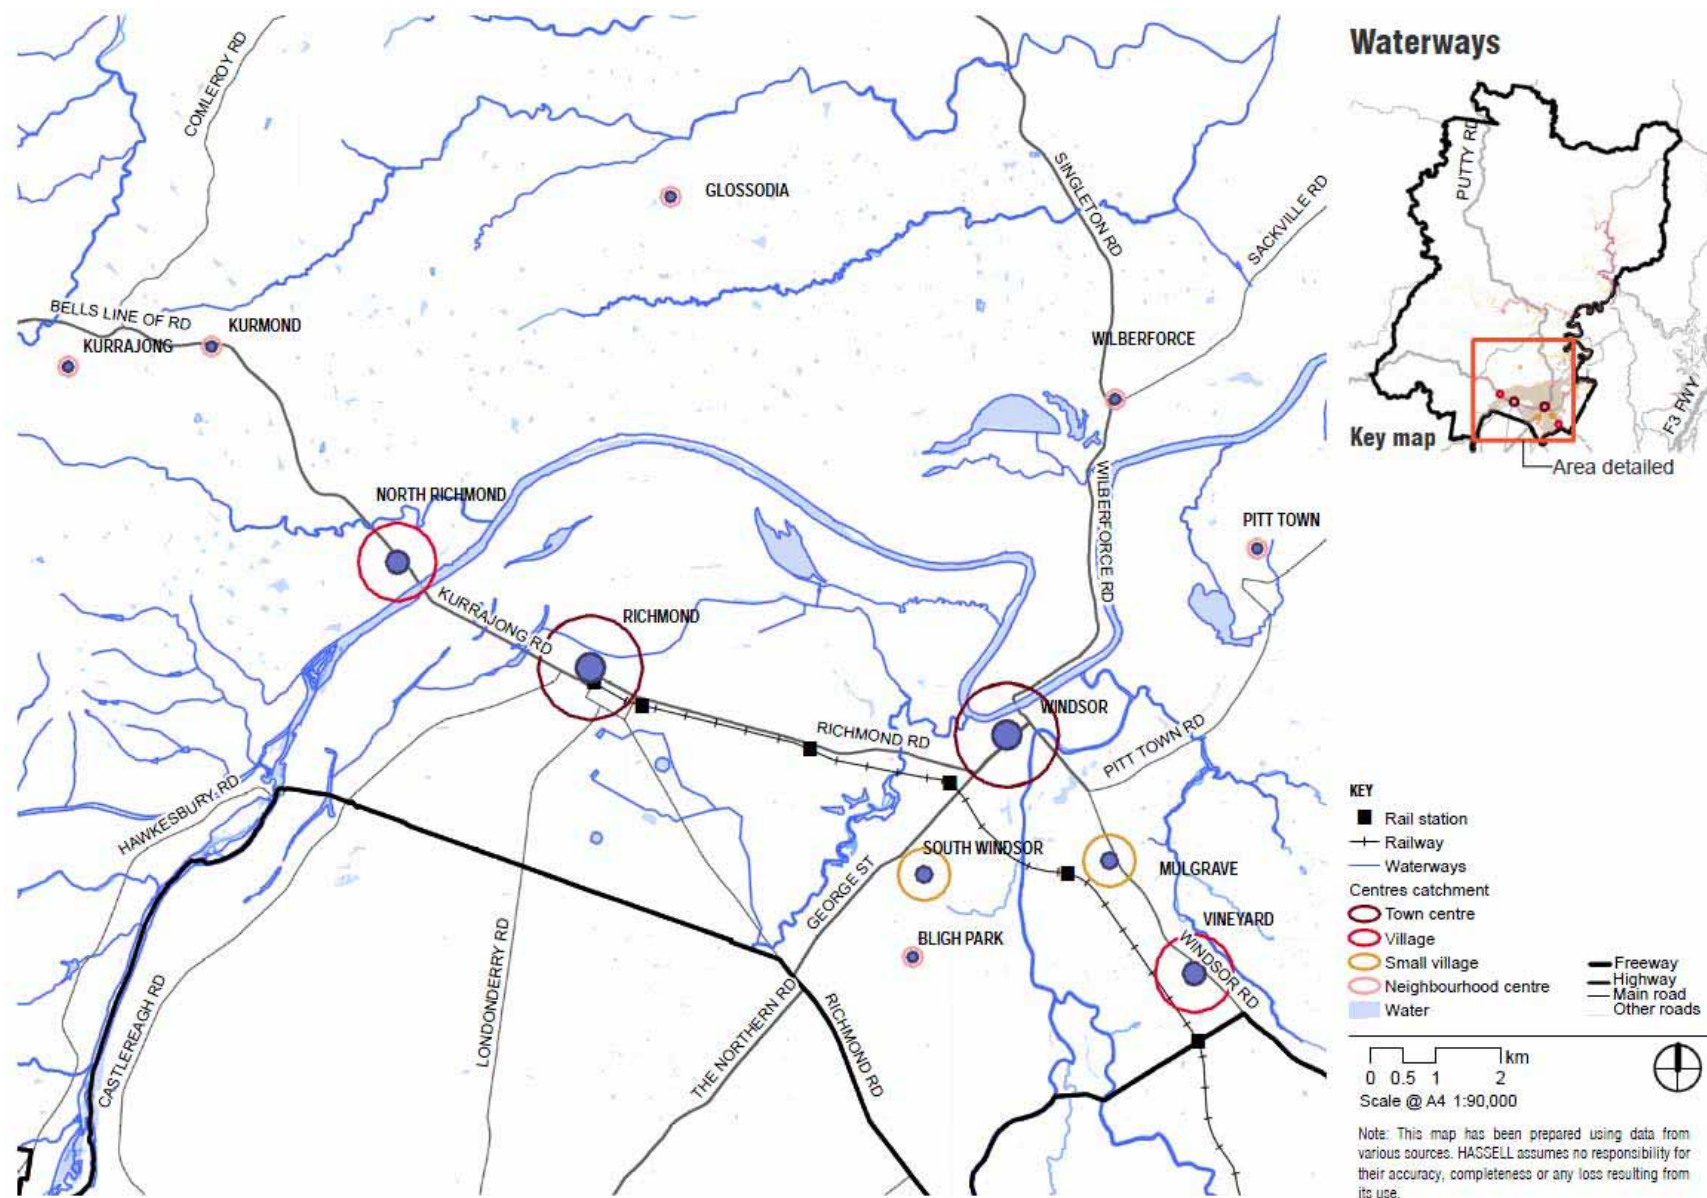 Waterways
PUTTY RD
F3 FWY
Key map
Area detailed
COMLEROY RD
GLOSSODIA
SINGLETON RD
SACKVILLE RD
BELLS LINE OF RD
KURMOND
KURRAJONG
WILBERFORCE
NORTH RICHMOND
WILBERFORCE RD
PITT TOWN
KURRAJONG RD
RICHMOND
WINDSOR
RICHMOND RD
PITT TOWN RD
HAWKESBURY RD
SOUTH WINDSOR
MULGRAVE
GEORGE ST
VINEYARD
BLIGH PARK
WINDSOR RD
LONDONDERRY RD
CASTLEREAGH RD
THE NORTHERN RD
RICHMOND RD
KEY
Rail station
Railway
Waterways
Centres catchment
Town centre
Village
Small village
Neighbourhood centre
Water
Freeway
Highway
Main road
Other roads
km
0 0.5 1 2
Scale @ A4 1:90,000
Note: This map has been prepared using data from
various sources. HASSELL assumes no responsibility for
their accuracy, completeness or any loss resulting from
its use.